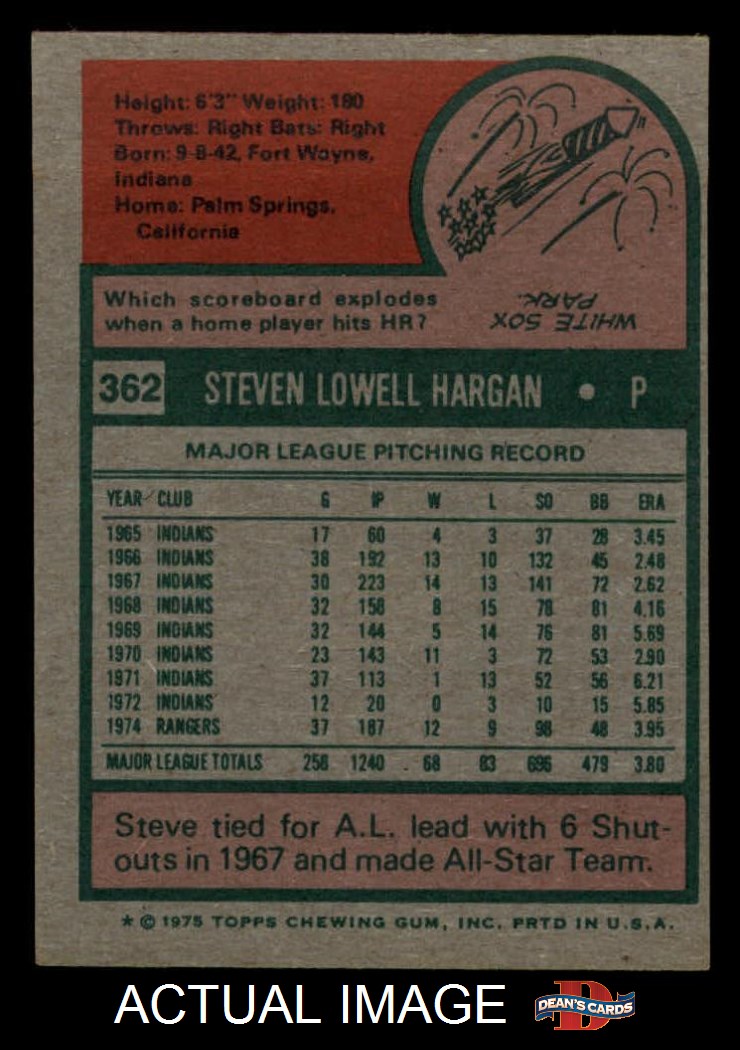 Height: 6'3" Weight: 180
Throws: Right Bats: Right
Born: 9-8-42, Fort Wayne,
Indiana
Home: Palm Springs,
California
Which scoreboard explodes
when a home player hits HR?
WHITE SOX
PARK.
362 STEVEN LOWELL HARGAN • P
MAJOR LEAGUE PITCHING RECORD
YEAR CLUB G IP W L SO BB ERA
1965 INDIANS 17 60 4 3 37 28 3.45
1966 INDIANS 38 192 13 10 132 45 2.48
1967 INDIANS 30 223 14 13 141 72 2.62
1968 INDIANS 32 158 8 15 78 81 4.16
1969 INDIANS 32 144 5 14 76 81 5.69
1970 INDIANS 23 143 11 3 72 53 2.90
1971 INDIANS 37 113 1 13 52 56 6.21
1972 INDIANS 12 20 0 3 10 15 5.85
1974 RANGERS 37 187 12 9 98 48 3.95
MAJOR LEAGUE TOTALS 258 1240 68 83 696 479 3.80
Steve tied for A.L. lead with 6 Shut-
outs in 1967 and made All-Star Team.
* © 1975 TOPPS CHEWING GUM, INC. PRTD IN U.S.A.
ACTUAL IMAGE D DEAN'S CARDS